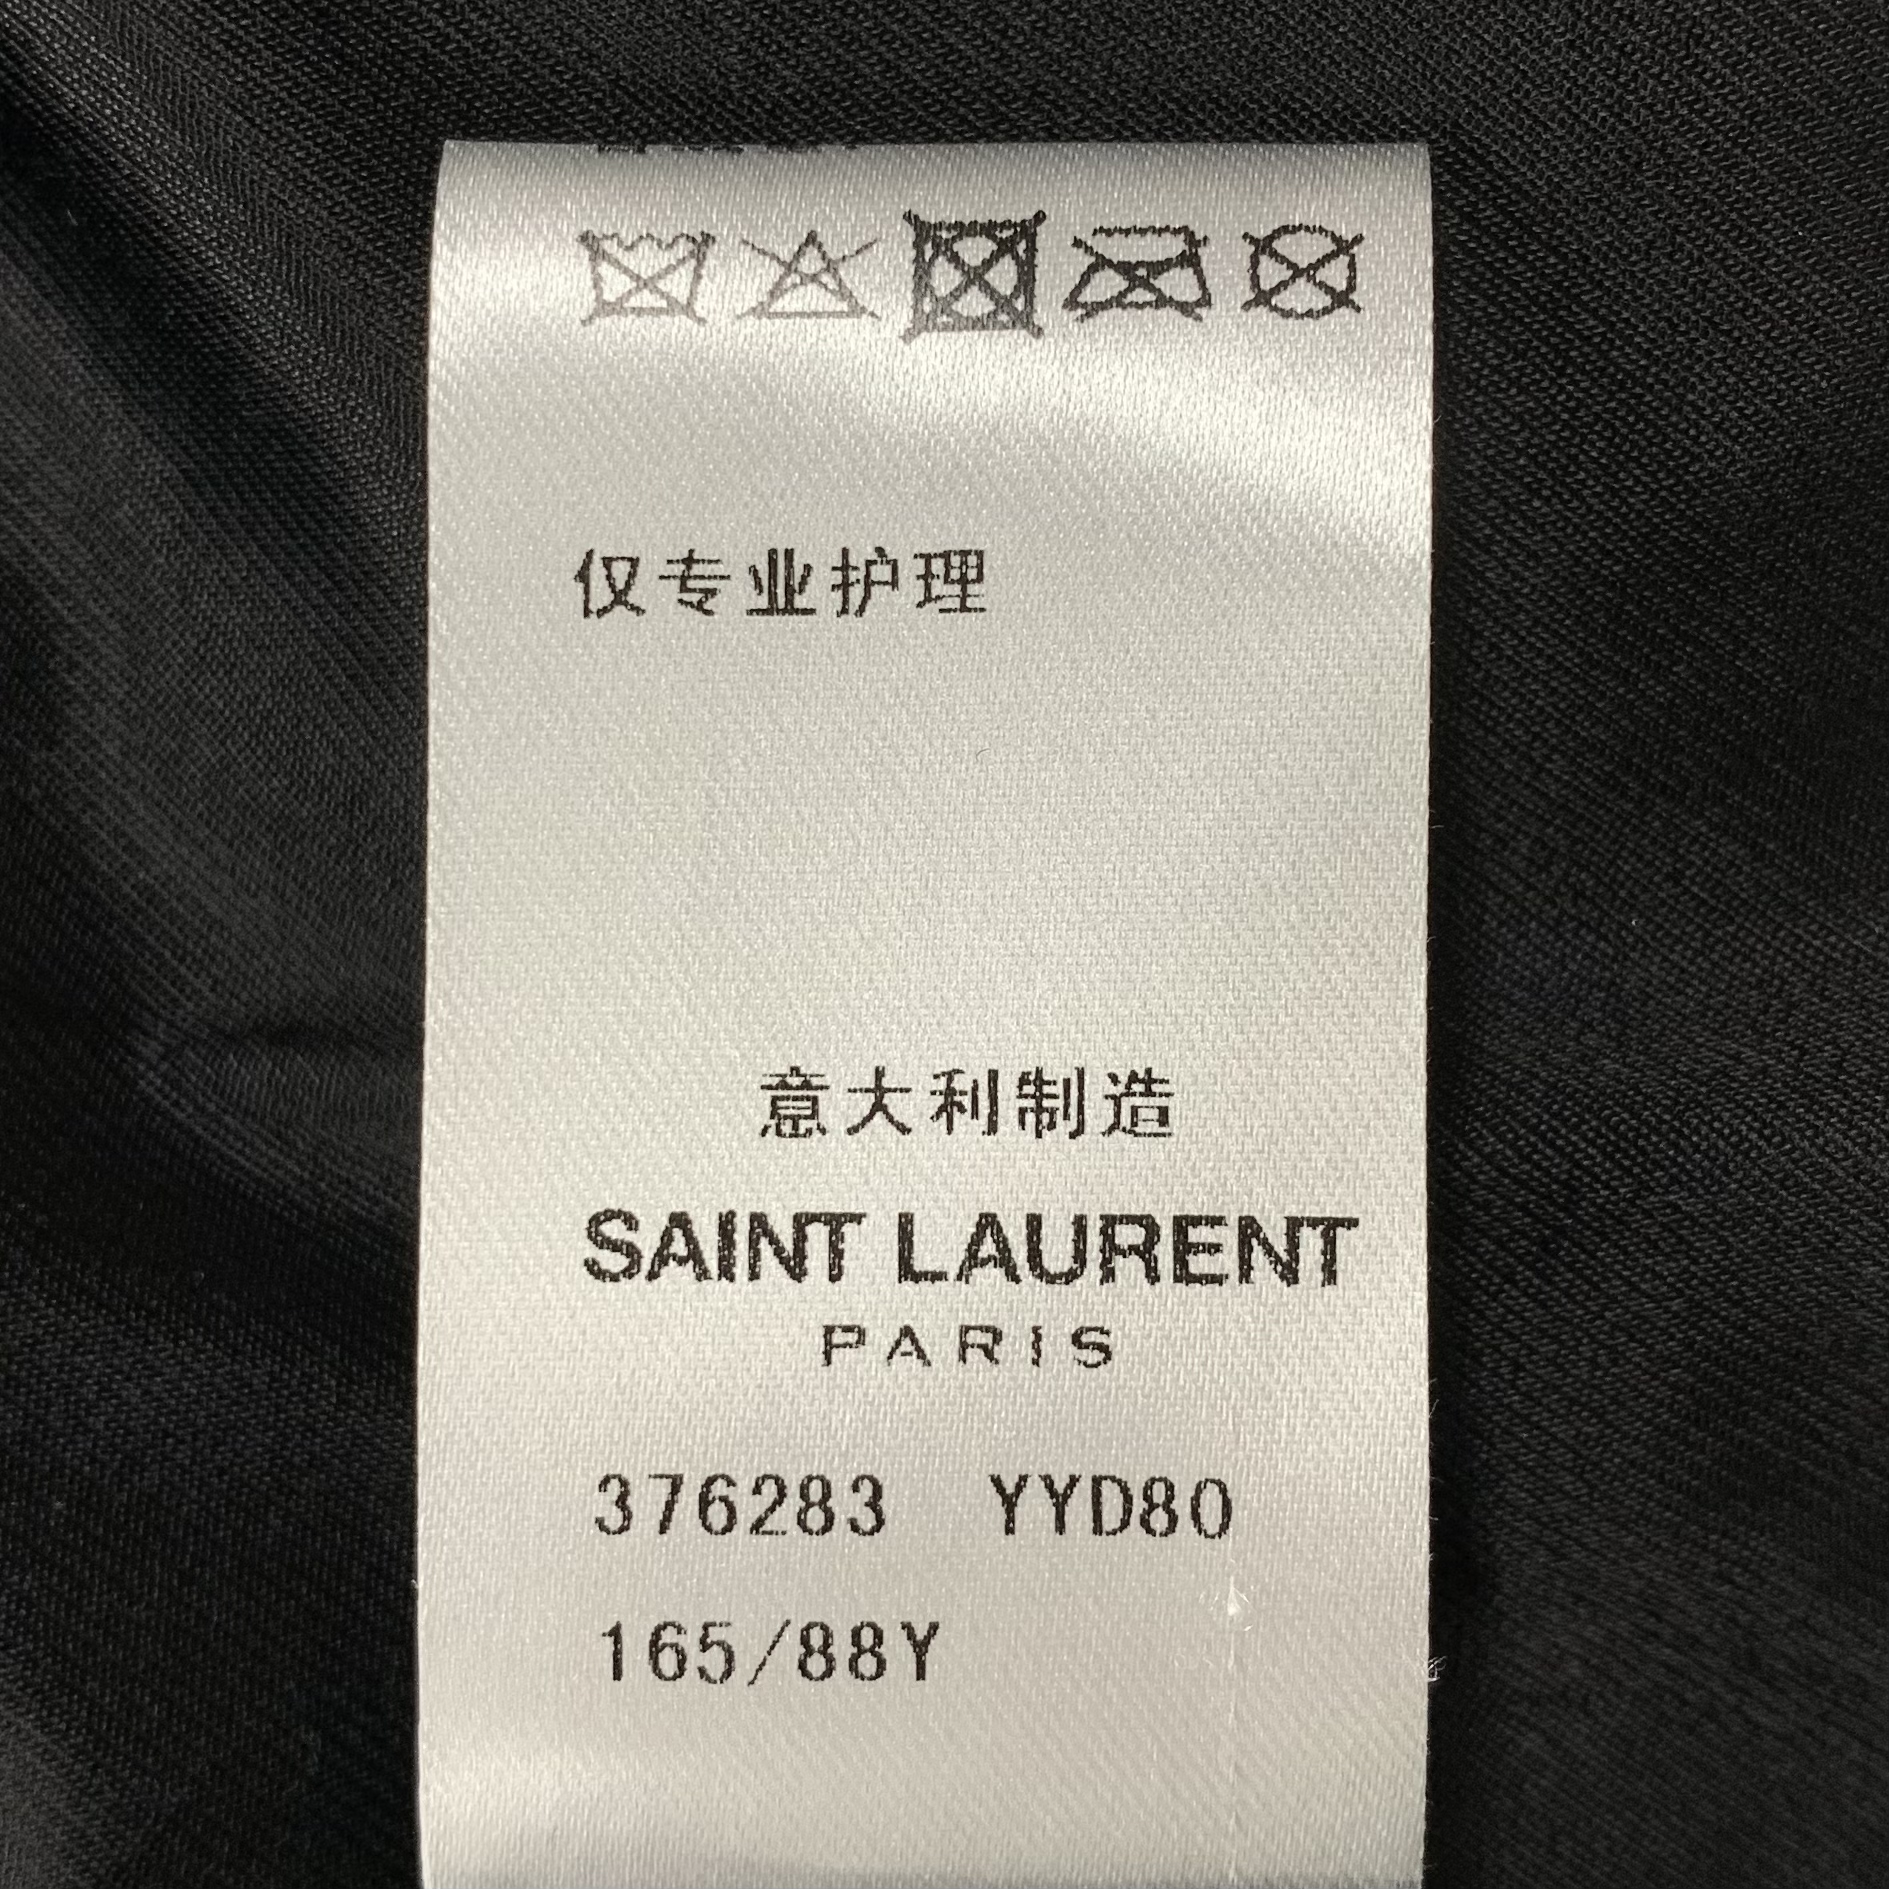 仅专业护理
意大利制造
SAINT LAURENT
PARIS
376283 YYD80
165/88Y